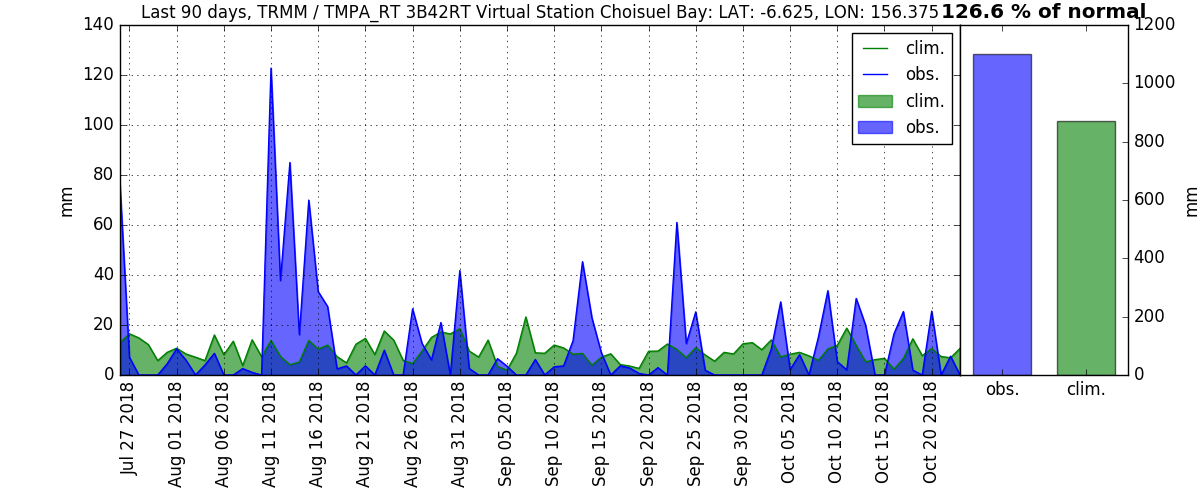 Last 90 days, TRMM / TMPA_RT 3B42RT Virtual Station Choisuel Bay: LAT: -6.625, LON: 156.375
126.6 % of normal
140
120
100
80
60
40
20
0
mm
clim.
obs.
clim.
obs.
Jul 27 2018
Aug 01 2018
Aug 06 2018
Aug 11 2018
Aug 16 2018
Aug 21 2018
Aug 26 2018
Aug 31 2018
Sep 05 2018
Sep 10 2018
Sep 15 2018
Sep 20 2018
Sep 25 2018
Sep 30 2018
Oct 05 2018
Oct 10 2018
Oct 15 2018
Oct 20 2018
1200
1000
800
600
400
200
0
mm
obs.
clim.